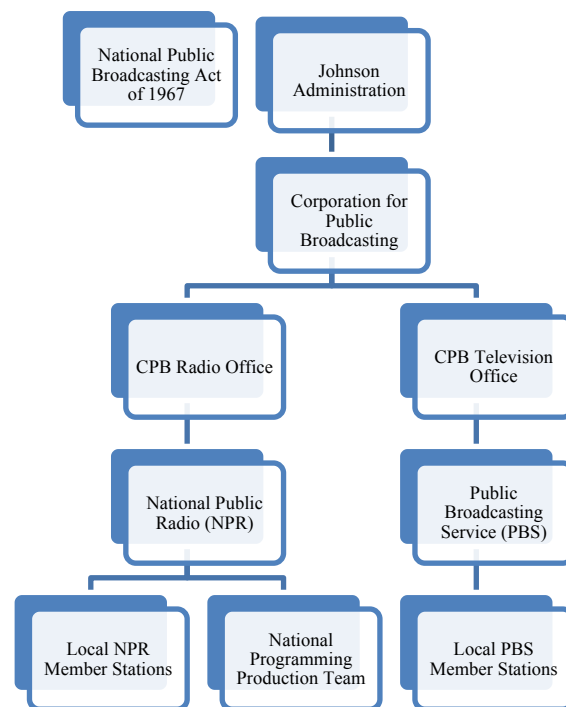 National Public
Broadcasting Act
of 1967
Johnson
Administration
Corporation for
Public
Broadcasting
CPB Radio Office
CPB Television
Office
National Public
Radio (NPR)
Public
Broadcasting
Service (PBS)
Local NPR
Member Stations
National
Programming
Production Team
Local PBS
Member Stations